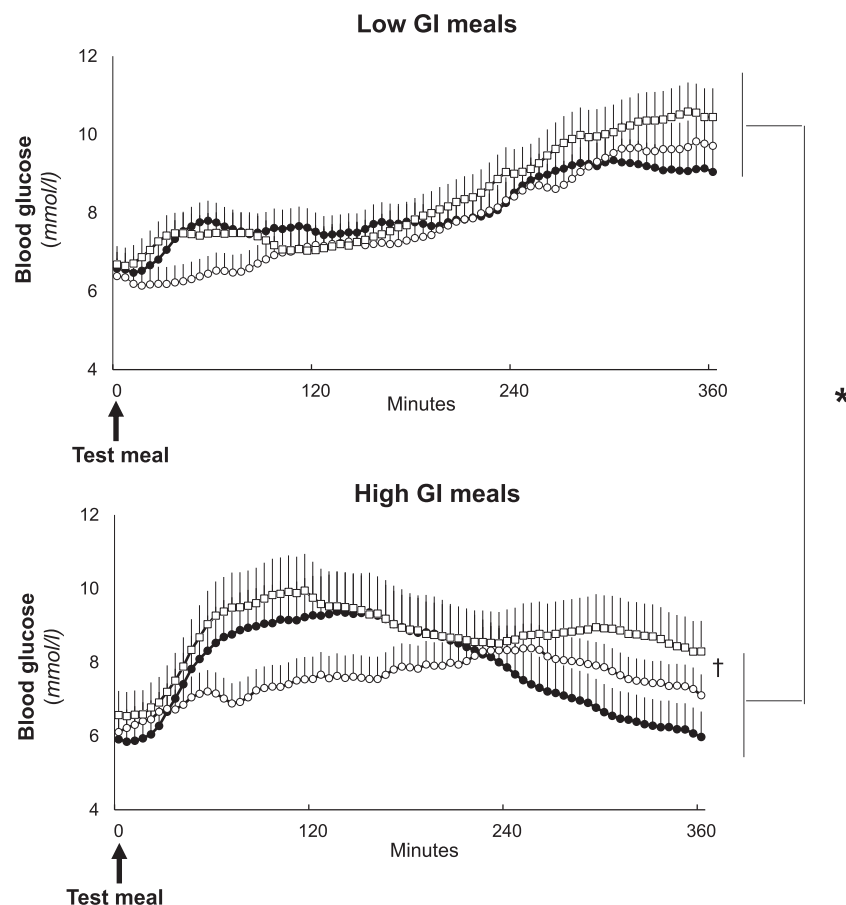 Low GI meals
12
10
8
6
4
Blood glucose
(mmol/l)
0 120 240 360
Minutes
Test meal
*
High GI meals
12
10
8
6
4
Blood glucose
(mmol/l)
†
0 120 240 360
Minutes
Test meal